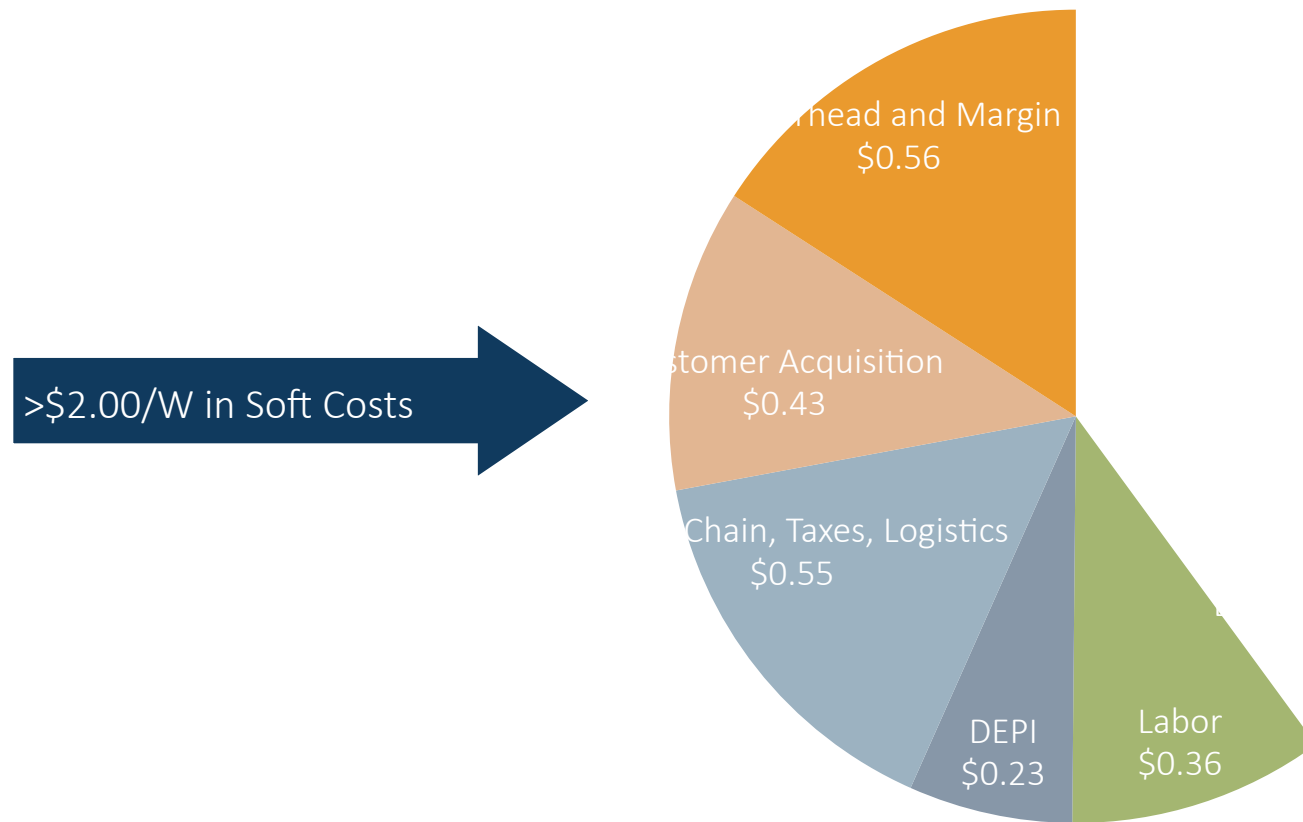 rhead and Margin
$0.56
stomer Acquisition
$0.43
>$2.00/W in Soft Costs
Chain, Taxes, Logistics
$0.55
DEPI
$0.23
Labor
$0.36